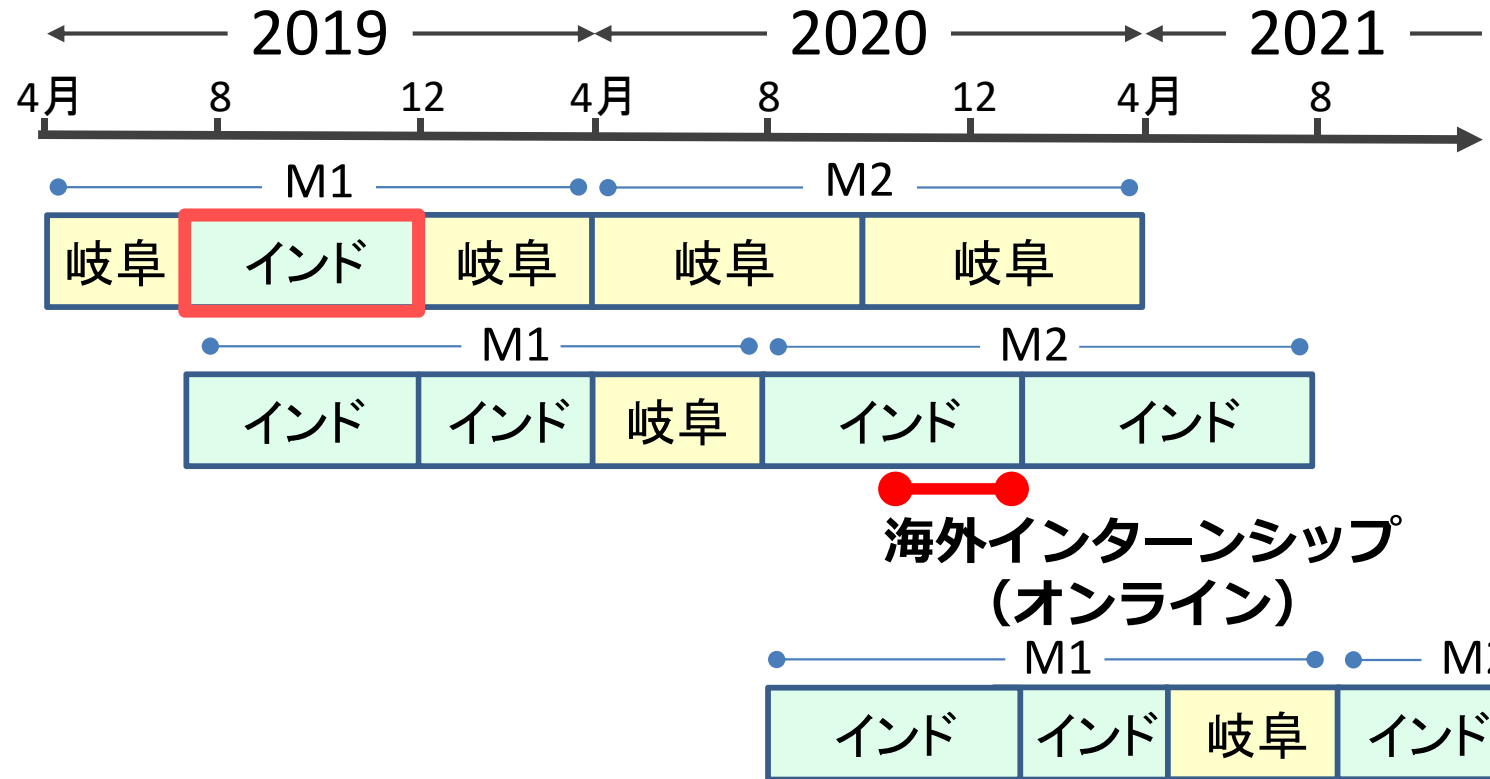 2019 2020 2021
4月 8 12 4月 8 12 4月 8
M1 M2
岐阜 インド 岐阜 岐阜 岐阜
M1 M2
インド インド 岐阜 インド インド
海外インターンシップ
（オンライン）
M1
インド インド 岐阜 インド